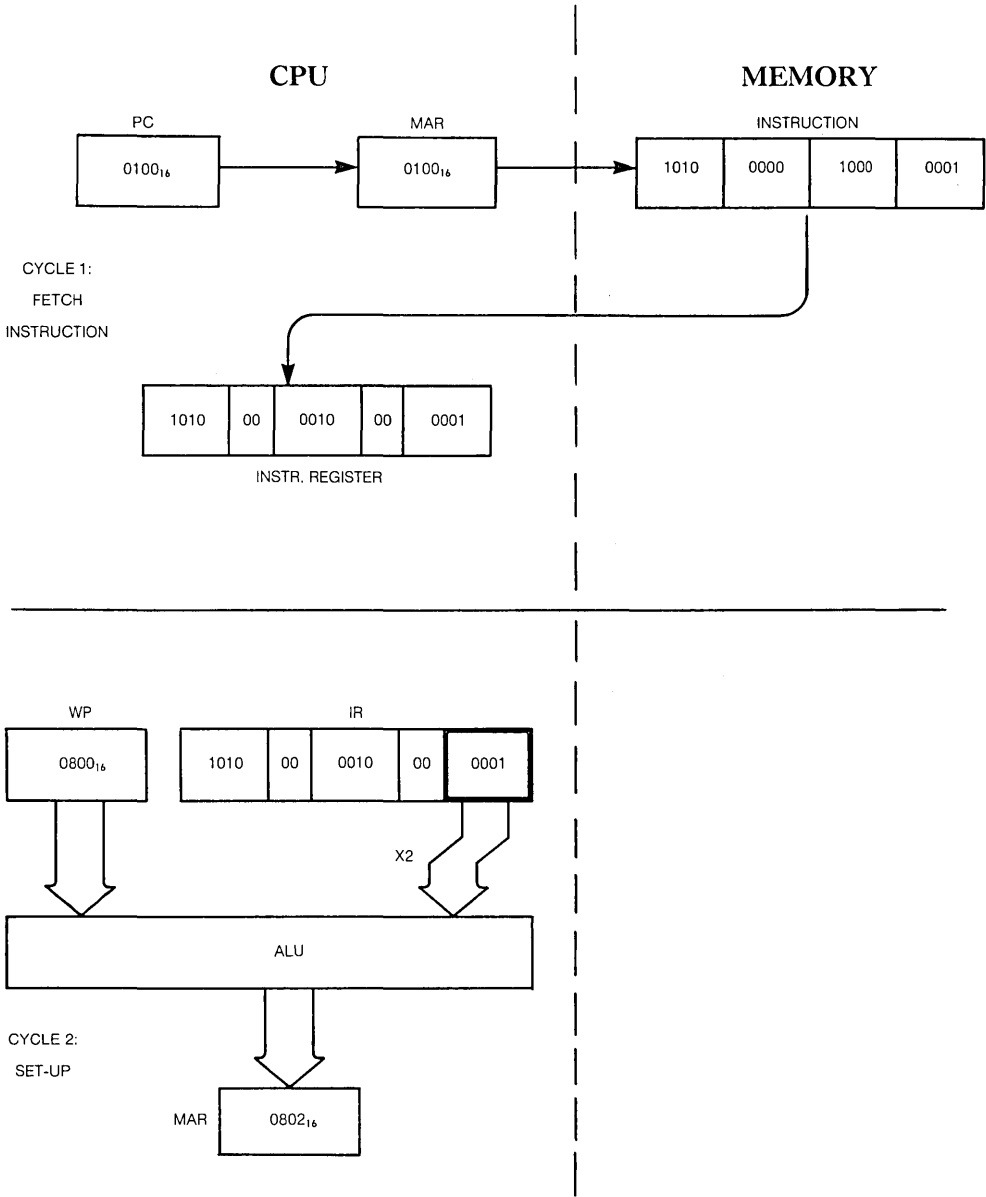 CPU
MEMORY
PC
MAR
INSTRUCTION
0100₁₆
0100₁₆
1010 0000 1000 0001
CYCLE 1:
FETCH
INSTRUCTION
1010 00 0010 00 0001
INSTR. REGISTER
WP
IR
0800₁₆
1010 00 0010 00 0001
X2
ALU
CYCLE 2:
SET-UP
MAR
0802₁₆